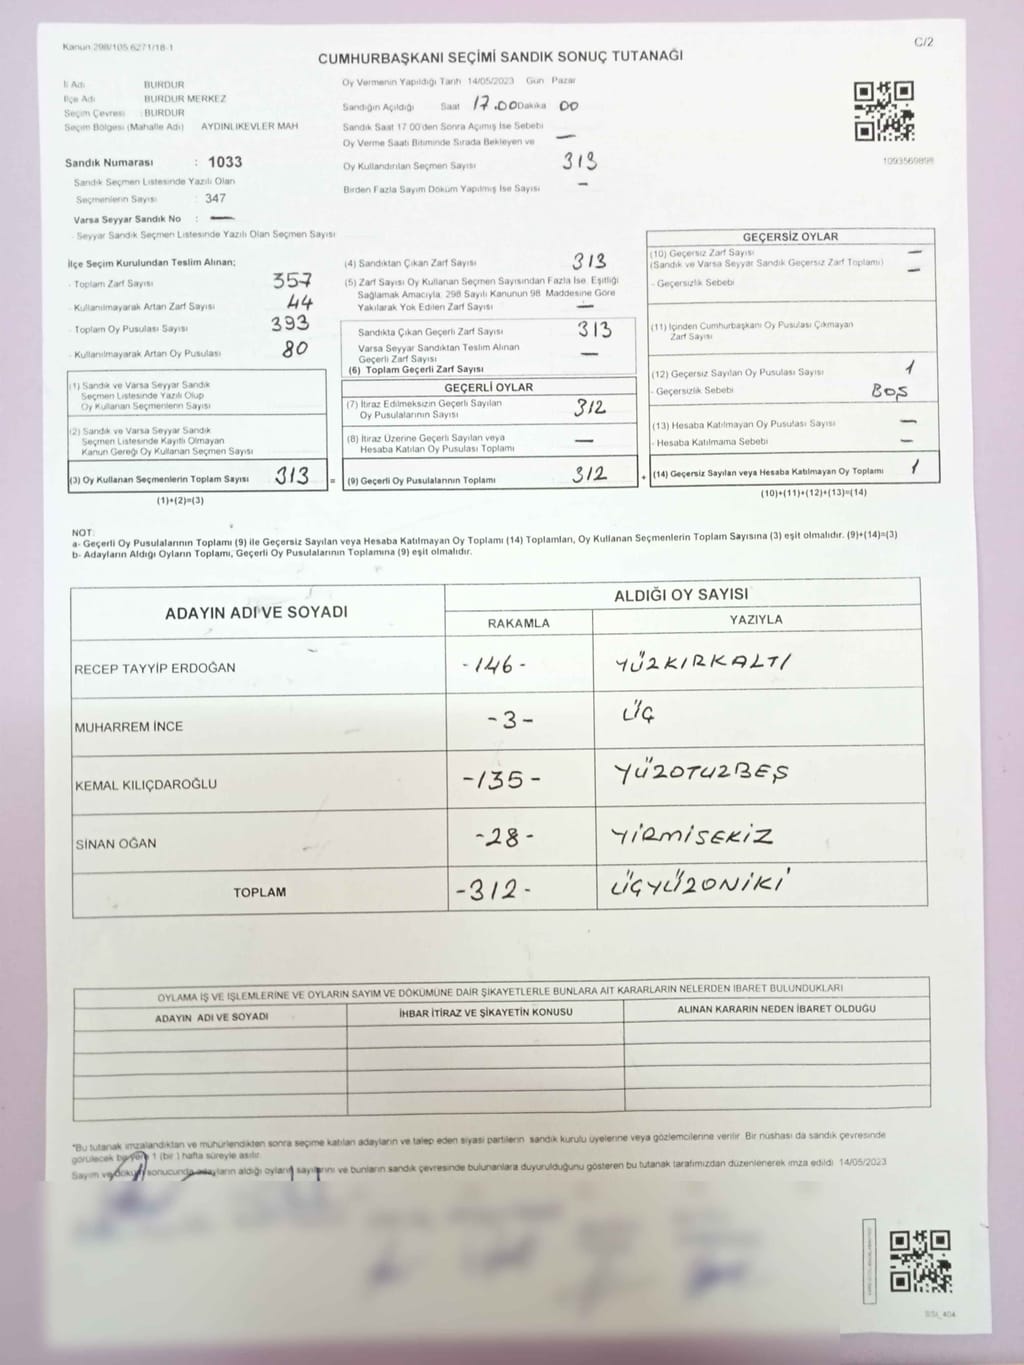 Kanun 298/105 6271/18-1
C/2
CUMHURBAŞKANI SEÇİMİ SANDIK SONUÇ TUTANAĞI
İl Adı BURDUR
İlçe Adı BURDUR MERKEZ
Seçim Çevresi : BURDUR
Seçim Bölgesi (Mahalle Adı) AYDINLIKEVLER MAH
Sandık Numarası : 1033
Sandık Seçmen Listesinde Yazılı Olan
Seçmenlerin Sayısı : 347
Varsa Seyyar Sandık No : —
- Seyyar Sandık Seçmen Listesinde Yazılı Olan Seçmen Sayısı
Oy Vermenin Yapıldığı Tarih 14/05/2023 Gün Pazar
Sandığın Açıldığı Saat 17.00 Dakika 00
Sandık Saat 17 00'den Sonra Açılmış İse Sebebi
Oy Verme Saati Bitiminde Sırada Bekleyen ve —
Oy Kullandırılan Seçmen Sayısı 313
Birden Fazla Sayım Döküm Yapılmış İse Sayısı —
1093569898
İlçe Seçim Kurulundan Teslim Alınan;
- Toplam Zarf Sayısı 357
- Kullanılmayarak Artan Zarf Sayısı 44
- Toplam Oy Pusulası Sayısı 393
- Kullanılmayarak Artan Oy Pusulası 80
(1) Sandık ve Varsa Seyyar Sandık
Seçmen Listesinde Yazılı Olup
Oy Kullanan Seçmenlerin Sayısı
(2) Sandık ve Varsa Seyyar Sandık
Seçmen Listesinde Kayıtlı Olmayan
Kanun Gereği Oy Kullanan Seçmen Sayısı
(3) Oy Kullanan Seçmenlerin Toplam Sayısı 313 =
(1)+(2)=(3)
(4) Sandıktan Çıkan Zarf Sayısı 313
(5) Zarf Sayısı Oy Kullanan Seçmen Sayısından Fazla İse, Eşitliği
Sağlamak Amacıyla, 298 Sayılı Kanunun 98. Maddesine Göre
Yakılarak Yok Edilen Zarf Sayısı —
Sandıkta Çıkan Geçerli Zarf Sayısı 313
Varsa Seyyar Sandıktan Teslim Alınan
Geçerli Zarf Sayısı —
(6) Toplam Geçerli Zarf Sayısı
GEÇERLİ OYLAR
(7) İtiraz Edilmeksizin Geçerli Sayılan
Oy Pusulalarının Sayısı 312
(8) İtiraz Üzerine Geçerli Sayılan veya
Hesaba Katılan Oy Pusulası Toplamı —
(9) Geçerli Oy Pusulalarının Toplamı 312 +
GEÇERSİZ OYLAR
(10) Geçersiz Zarf Sayısı —
(Sandık ve Varsa Seyyar Sandık Geçersiz Zarf Toplamı) —
- Geçersizlik Sebebi
(11) İçinden Cumhurbaşkanı Oy Pusulası Çıkmayan
Zarf Sayısı
(12) Geçersiz Sayılan Oy Pusulası Sayısı 1
- Geçersizlik Sebebi BOŞ
(13) Hesaba Katılmayan Oy Pusulası Sayısı —
- Hesaba Katılmama Sebebi —
(14) Geçersiz Sayılan veya Hesaba Katılmayan Oy Toplamı 1
(10)+(11)+(12)+(13)=(14)
NOT:
a- Geçerli Oy Pusulalarının Toplamı (9) ile Geçersiz Sayılan veya Hesaba Katılmayan Oy Toplamı (14) Toplamları, Oy Kullanan Seçmenlerin Toplam Sayısına (3) eşit olmalıdır. (9)+(14)=(3)
b- Adayların Aldığı Oyların Toplamı, Geçerli Oy Pusulalarının Toplamına (9) eşit olmalıdır.
ADAYIN ADI VE SOYADI ALDIĞI OY SAYISI
RAKAMLA YAZIYLA
RECEP TAYYİP ERDOĞAN -146- YÜZKIRKALTI
MUHARREM İNCE -3- ÜÇ
KEMAL KILIÇDAROĞLU -135- YÜZOTUZBEŞ
SİNAN OĞAN -28- YİRMİSEKİZ
TOPLAM -312- ÜÇYÜZONİKİ
OYLAMA İŞ VE İŞLEMLERİNE VE OYLARIN SAYIM VE DÖKÜMÜNE DAİR ŞİKAYETLERLE BUNLARA AİT KARARLARIN NELERDEN İBARET BULUNDUKLARI
ADAYIN ADI VE SOYADI İHBAR İTİRAZ VE ŞİKAYETİN KONUSU ALINAN KARARIN NEDEN İBARET OLDUĞU
*Bu tutanak imzalandıktan ve mühürlendikten sonra seçime katılan adayların ve talep eden siyasi partilerin sandık kurulu üyelerine veya gözlemcilerine verilir. Bir nüshası da sandık çevresinde
görülecek bir yere 1 (bir ) hafta süreyle asılır.
Sayım ve döküm sonucunda adayların aldığı oyların sayılarını ve bunların sandık çevresinde bulunanlara duyurulduğunu gösteren bu tutanak tarafımızdan düzenlenerek imza edildi 14/05/2023